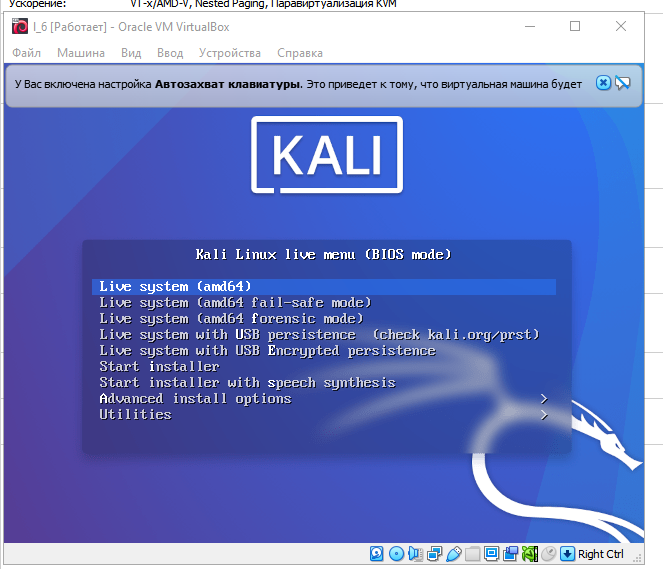 Ускорение: VT-x/AMD-V, Nested Paging, Паравиртуализация KVM
l_6 [Работает] - Oracle VM VirtualBox
Файл Машина Вид Ввод Устройства Справка
У Вас включена настройка Автозахват клавиатуры. Это приведет к тому, что виртуальная машина будет
KALI
Kali Linux live menu (BIOS mode)
Live system (amd64)
Live system (amd64 fail-safe mode)
Live system (amd64 forensic mode)
Live system with USB persistence (check kali.org/prst)
Live system with USB Encrypted persistence
Start installer
Start installer with speech synthesis
Advanced install options >
Utilities >
Right Ctrl